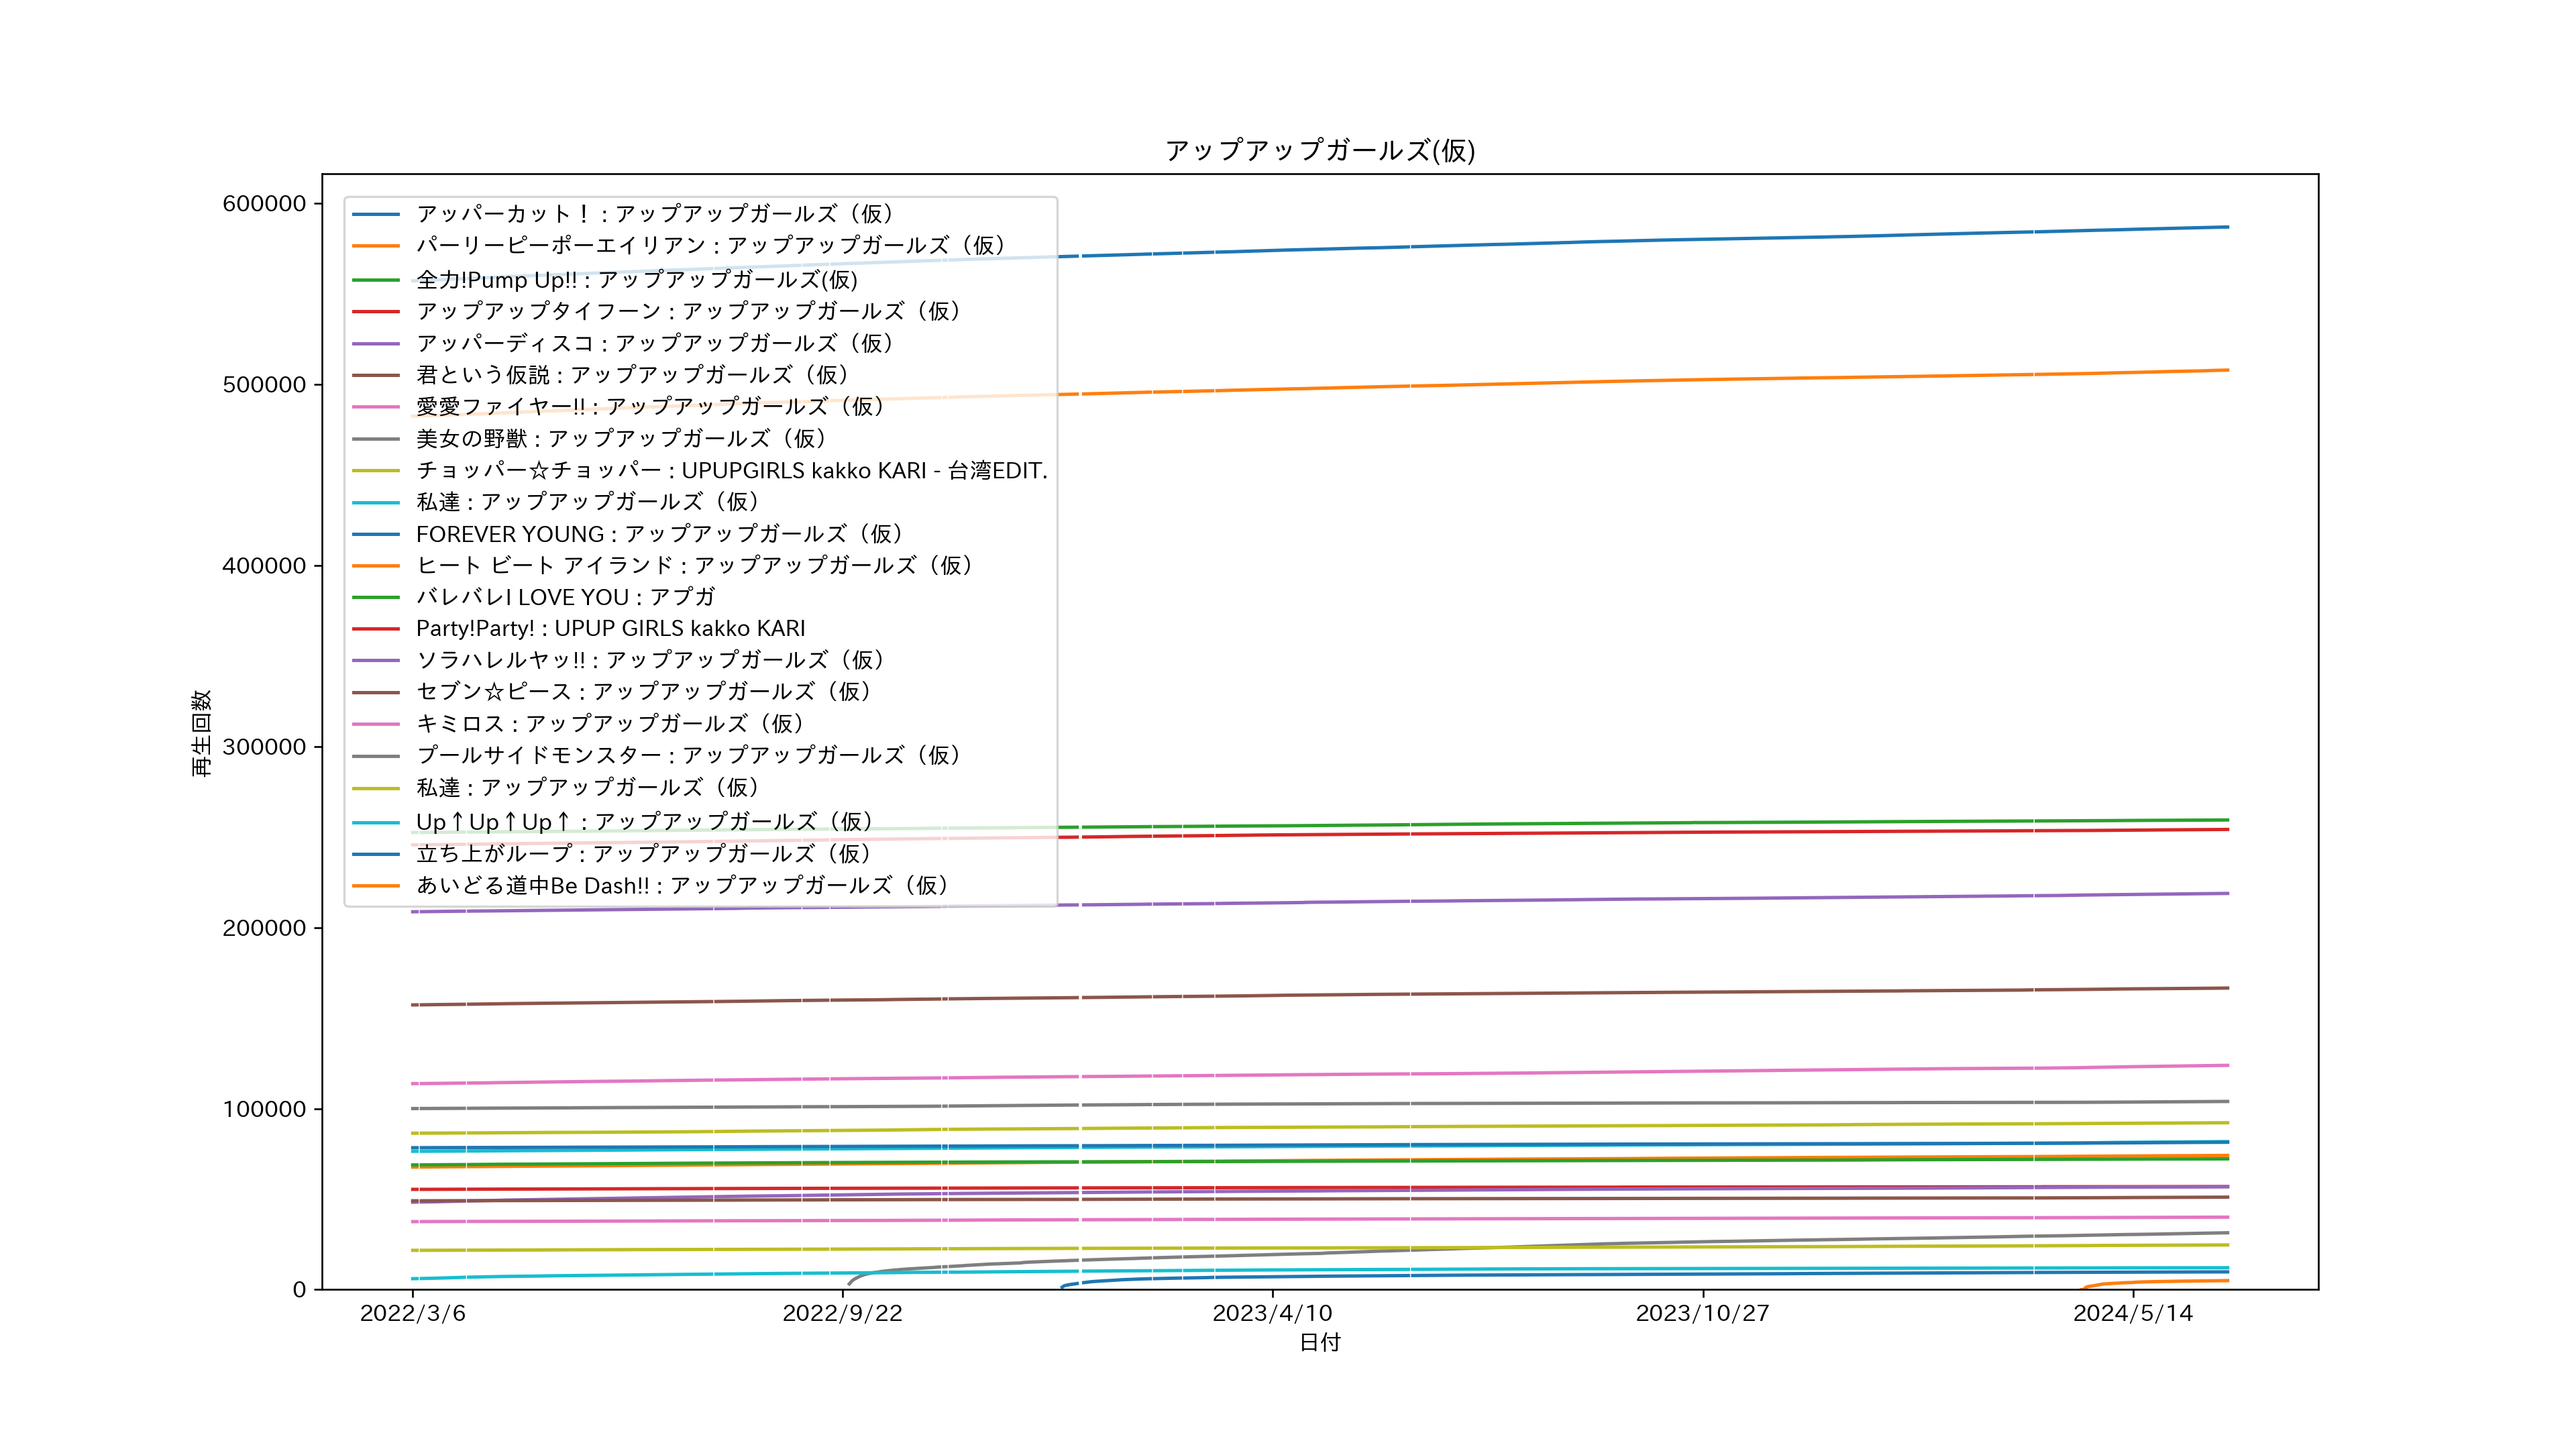 アップアップガールズ(仮)
600000
500000
400000
300000
200000
100000
0
再生回数
アッパーカット！ : アップアップガールズ（仮）
パーリーピーポーエイリアン : アップアップガールズ（仮）
全力!Pump Up!! : アップアップガールズ(仮)
アップアップタイフーン : アップアップガールズ（仮）
アッパーディスコ : アップアップガールズ（仮）
君という仮説 : アップアップガールズ（仮）
愛愛ファイヤー!! : アップアップガールズ（仮）
美女の野獣 : アップアップガールズ（仮）
チョッパー☆チョッパー : UPUPGIRLS kakko KARI - 台湾EDIT.
私達 : アップアップガールズ（仮）
FOREVER YOUNG : アップアップガールズ（仮）
ヒート ビート アイランド : アップアップガールズ（仮）
バレバレI LOVE YOU : アプガ
Party!Party! : UPUP GIRLS kakko KARI
ソラハレルヤッ!! : アップアップガールズ（仮）
セブン☆ピース : アップアップガールズ（仮）
キミロス : アップアップガールズ（仮）
プールサイドモンスター : アップアップガールズ（仮）
私達 : アップアップガールズ（仮）
Up↑Up↑Up↑ : アップアップガールズ（仮）
立ち上がループ : アップアップガールズ（仮）
あいどる道中Be Dash!! : アップアップガールズ（仮）
2022/3/6
2022/9/22
2023/4/10
2023/10/27
2024/5/14
日付